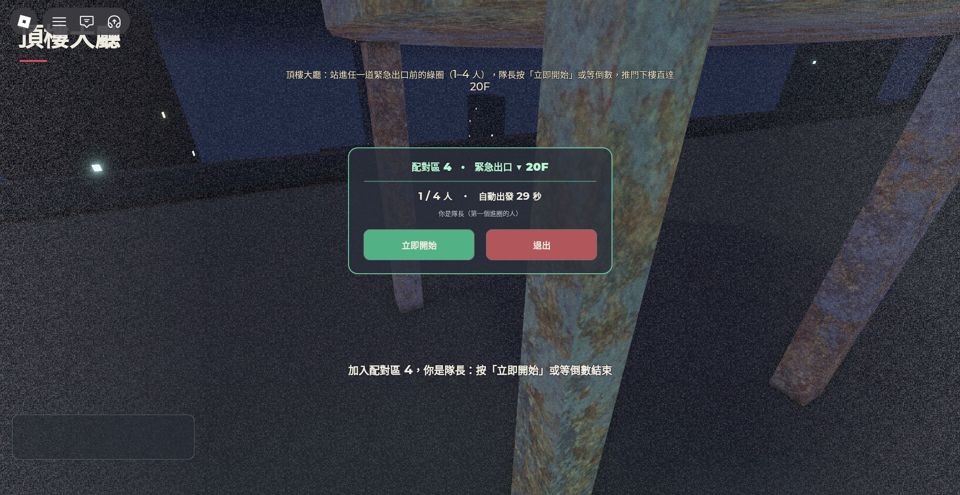 頂樓大廳
頂樓大廳：站進任一道緊急出口前的綠圈（1–4 人），隊長按「立即開始」或等倒數，推門下樓直達
20F
配對區 4 • 緊急出口 ▼ 20F
1 / 4 人 • 自動出發 29 秒
你是隊長（第一個進圈的人）
立即開始
退出
加入配對區 4，你是隊長：按「立即開始」或等倒數結束